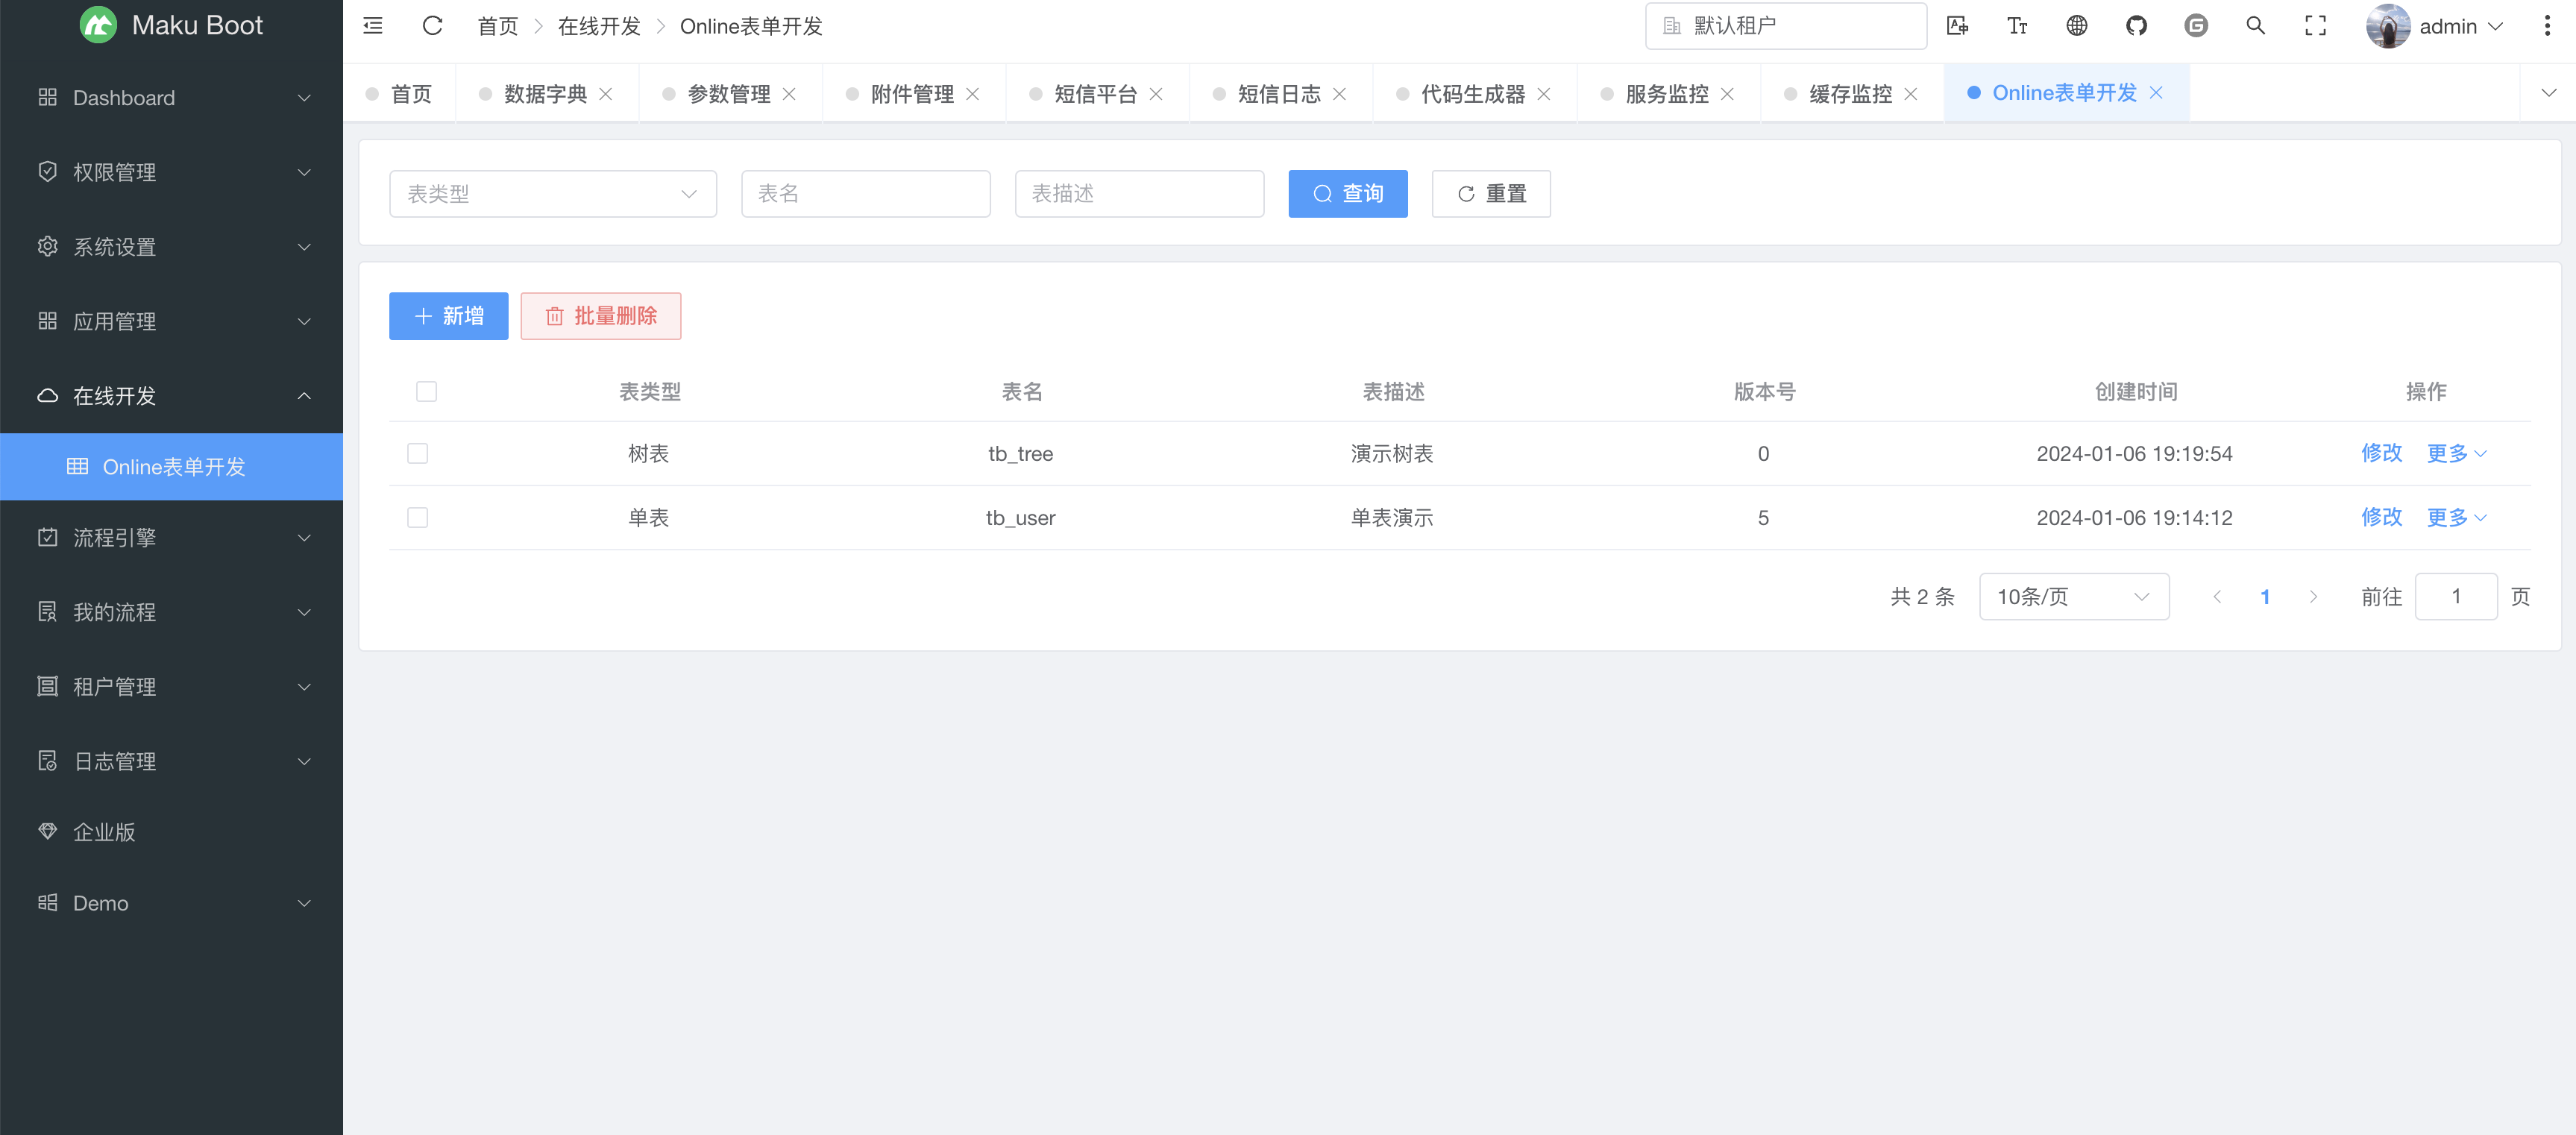 Maku Boot
首页 > 在线开发 > Online表单开发
默认租户
admin
首页 数据字典 参数管理 附件管理 短信平台 短信日志 代码生成器 服务监控 缓存监控 Online表单开发
Dashboard
权限管理
系统设置
应用管理
在线开发
Online表单开发
流程引擎
我的流程
租户管理
日志管理
企业版
Demo
表类型 表名 表描述 查询 重置
新增 批量删除
表类型 表名 表描述 版本号 创建时间 操作
树表 tb_tree 演示树表 0 2024-01-06 19:19:54 修改 更多
单表 tb_user 单表演示 5 2024-01-06 19:14:12 修改 更多
共 2 条 10条/页 1 前往 1 页